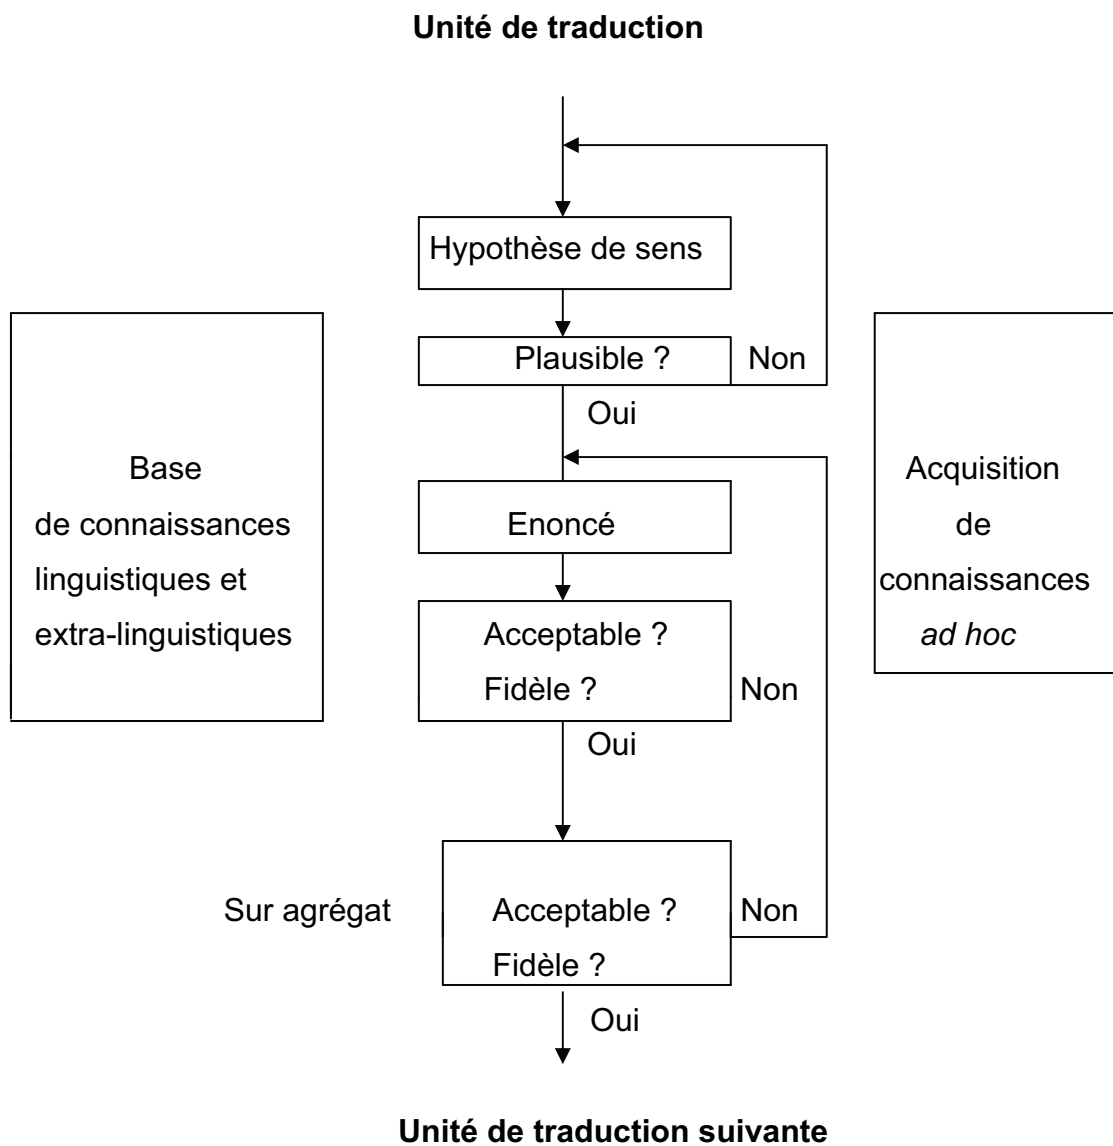 Unité de traduction
Hypothèse de sens
Plausible ?
Non
Oui
Base
de connaissances
linguistiques et
extra-linguistiques
Enoncé
Acceptable ?
Fidèle ?
Non
Oui
Acquisition
de
connaissances
ad hoc
Sur agrégat
Acceptable ?
Non
Fidèle ?
Oui
Unité de traduction suivante